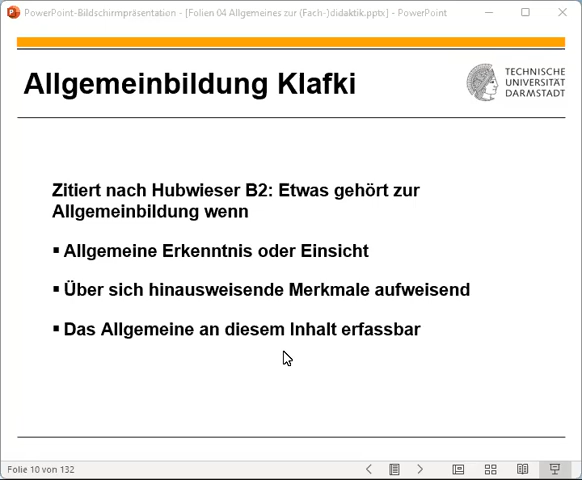 PowerPoint-Bildschirmpräsentation - [Folien 04 Allgemeines zur (Fach-)didaktik.pptx] - PowerPoint
Allgemeinbildung Klafki
TECHNISCHE
UNIVERSITÄT
DARMSTADT
Zitiert nach Hubwieser B2: Etwas gehört zur
Allgemeinbildung wenn
▪ Allgemeine Erkenntnis oder Einsicht
▪ Über sich hinausweisende Merkmale aufweisend
▪ Das Allgemeine an diesem Inhalt erfassbar
Folie 10 von 132